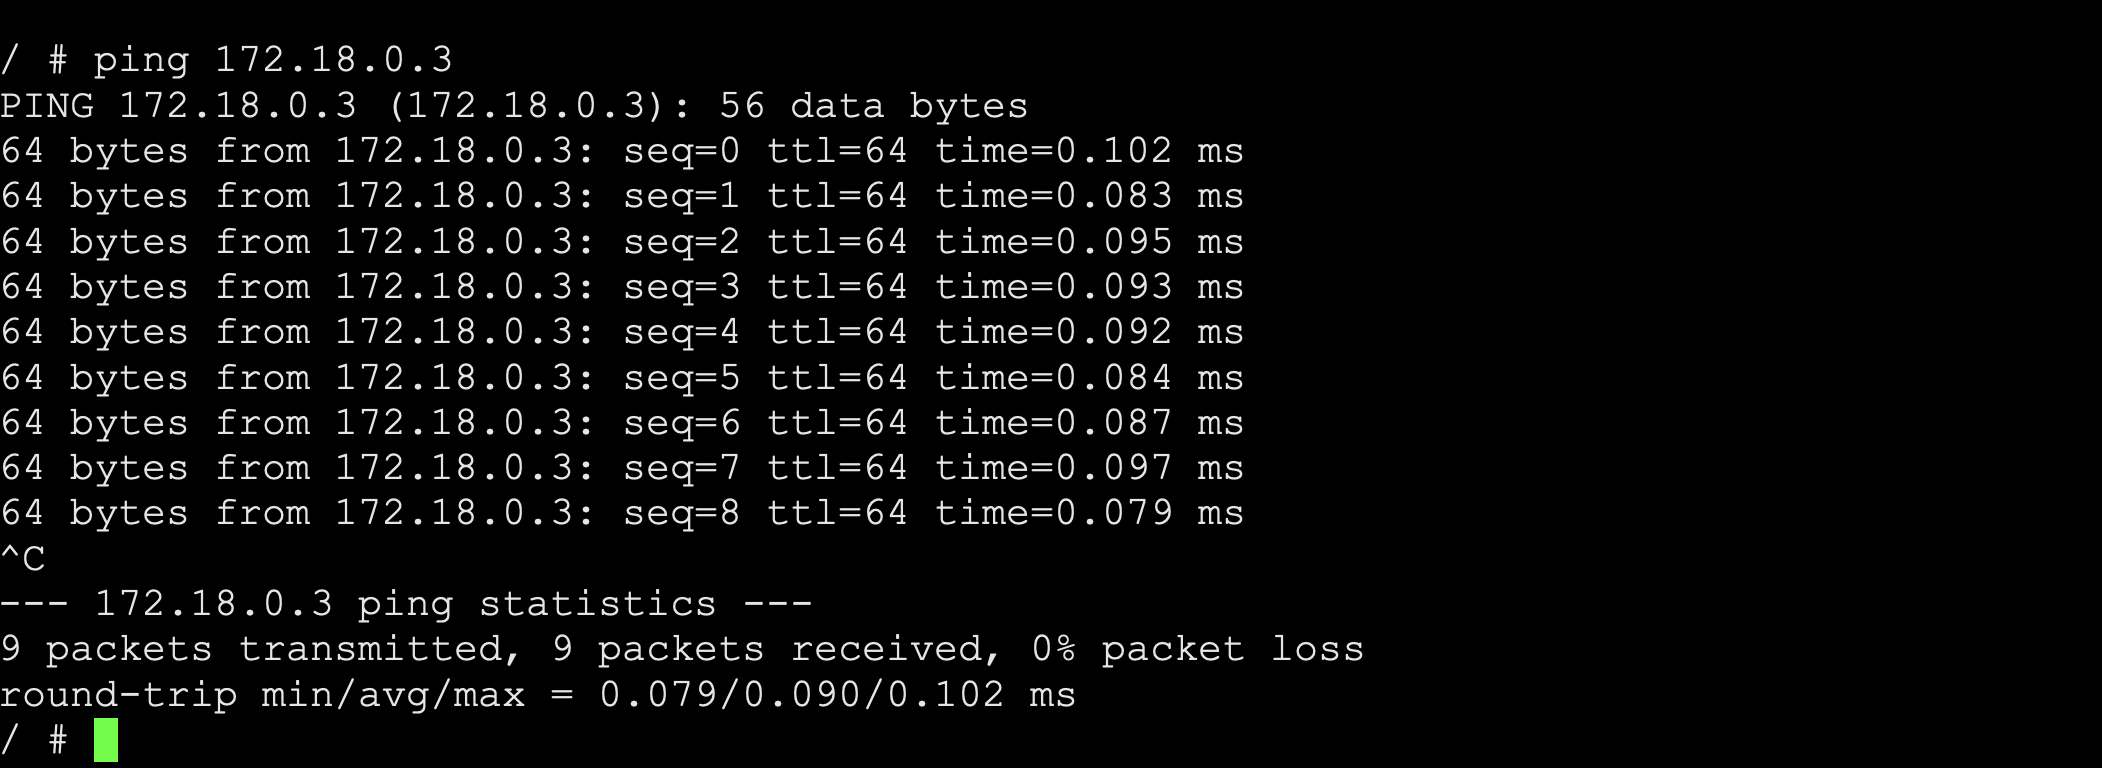 / # ping 172.18.0.3
PING 172.18.0.3 (172.18.0.3): 56 data bytes
64 bytes from 172.18.0.3: seq=0 ttl=64 time=0.102 ms
64 bytes from 172.18.0.3: seq=1 ttl=64 time=0.083 ms
64 bytes from 172.18.0.3: seq=2 ttl=64 time=0.095 ms
64 bytes from 172.18.0.3: seq=3 ttl=64 time=0.093 ms
64 bytes from 172.18.0.3: seq=4 ttl=64 time=0.092 ms
64 bytes from 172.18.0.3: seq=5 ttl=64 time=0.084 ms
64 bytes from 172.18.0.3: seq=6 ttl=64 time=0.087 ms
64 bytes from 172.18.0.3: seq=7 ttl=64 time=0.097 ms
64 bytes from 172.18.0.3: seq=8 ttl=64 time=0.079 ms
^C
--- 172.18.0.3 ping statistics ---
9 packets transmitted, 9 packets received, 0% packet loss
round-trip min/avg/max = 0.079/0.090/0.102 ms
/ #